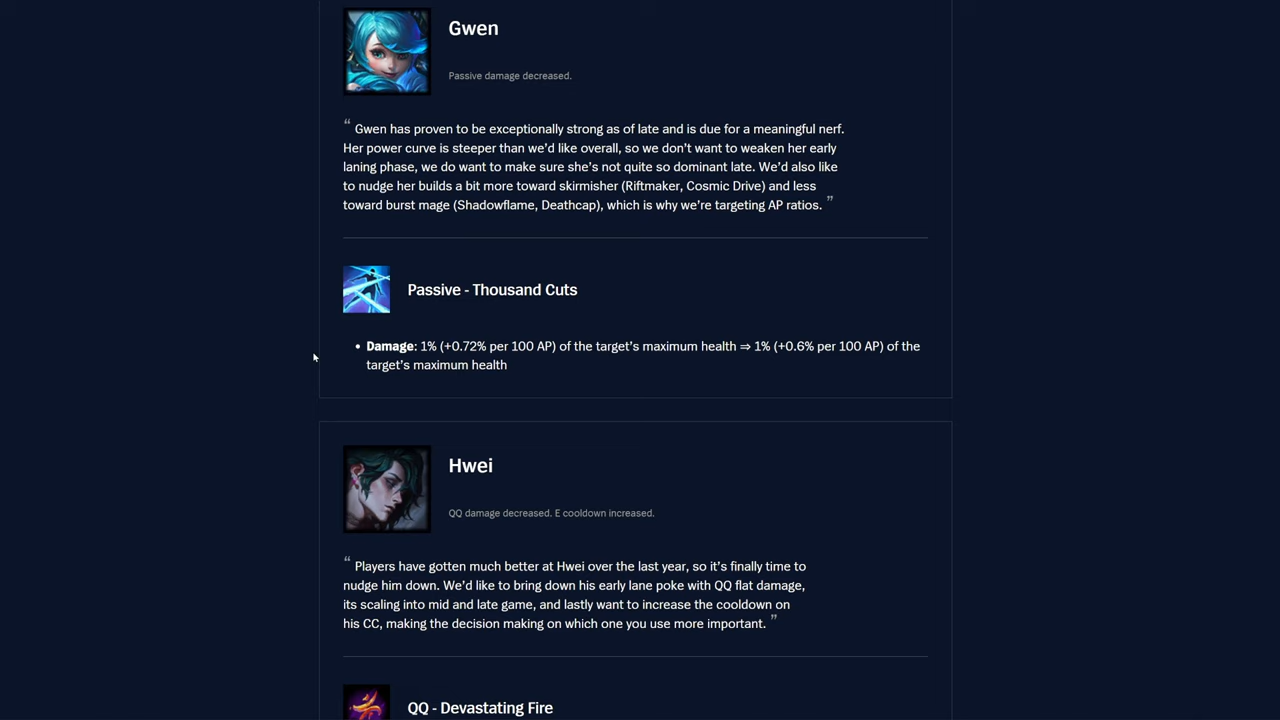 Gwen
Passive damage decreased.
“ Gwen has proven to be exceptionally strong as of late and is due for a meaningful nerf.
Her power curve is steeper than we’d like overall, so we don’t want to weaken her early
laning phase, we do want to make sure she’s not quite so dominant late. We’d also like
to nudge her builds a bit more toward skirmisher (Riftmaker, Cosmic Drive) and less
toward burst mage (Shadowflame, Deathcap), which is why we’re targeting AP ratios. ”
Passive - Thousand Cuts
• Damage: 1% (+0.72% per 100 AP) of the target’s maximum health ⇒ 1% (+0.6% per 100 AP) of the
target’s maximum health
Hwei
QQ damage decreased. E cooldown increased.
“ Players have gotten much better at Hwei over the last year, so it’s finally time to
nudge him down. We’d like to bring down his early lane poke with QQ flat damage,
its scaling into mid and late game, and lastly want to increase the cooldown on
his CC, making the decision making on which one you use more important. ”
QQ - Devastating Fire